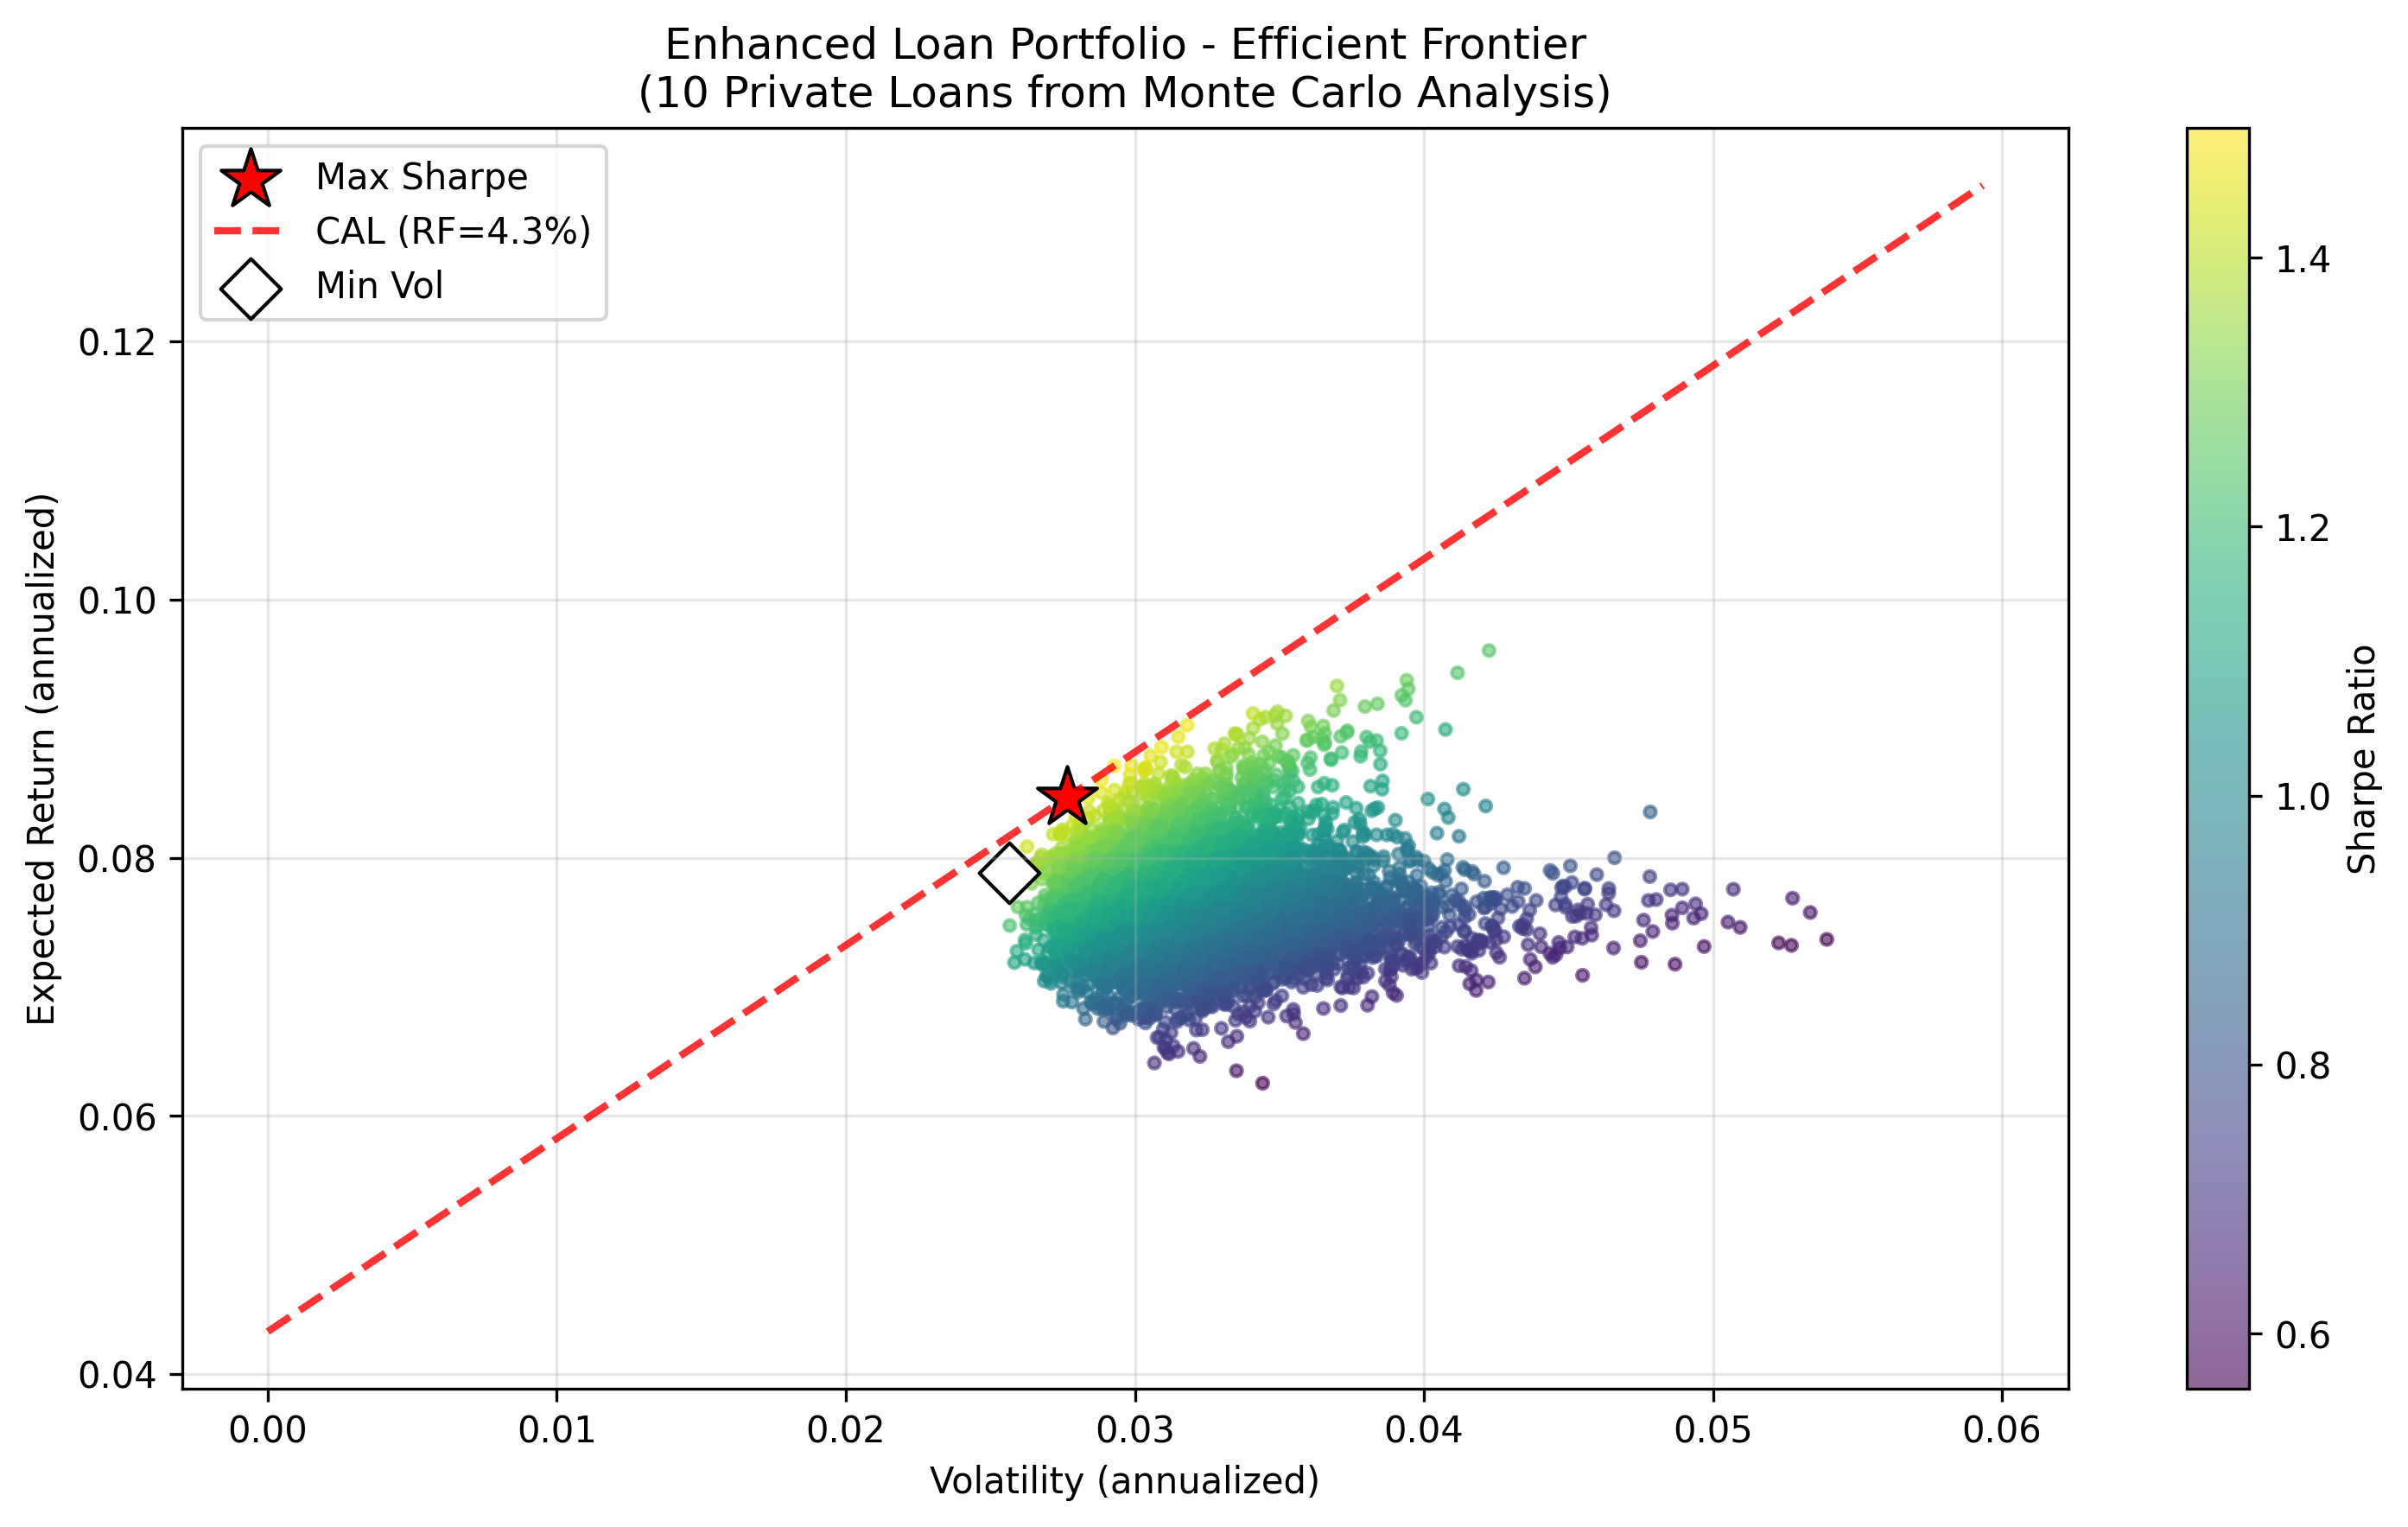 Enhanced Loan Portfolio - Efficient Frontier
(10 Private Loans from Monte Carlo Analysis)
Max Sharpe
CAL (RF=4.3%)
Min Vol
Expected Return (annualized)
0.12
0.10
0.08
0.06
0.04
0.00
0.01
0.02
0.03
0.04
0.05
0.06
Volatility (annualized)
1.4
1.2
1.0
0.8
0.6
Sharpe Ratio